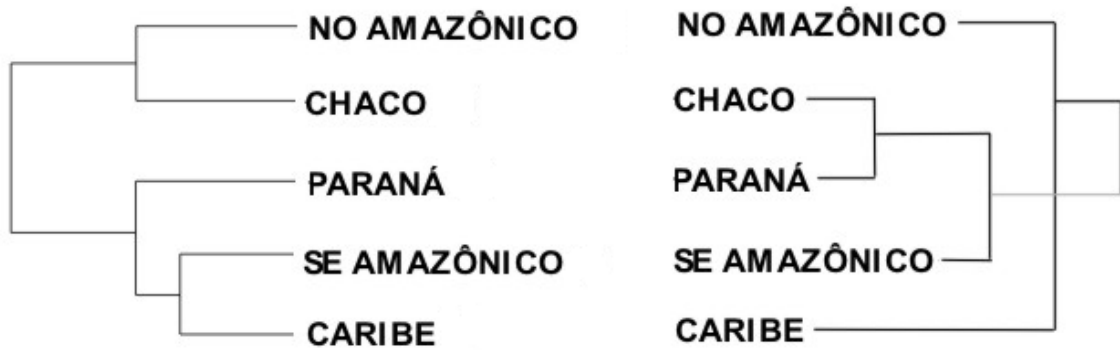 NO AMAZÔNICO
CHACO
PARANÁ
SE AMAZÔNICO
CARIBE
NO AMAZÔNICO
CHACO
PARANÁ
SE AMAZÔNICO
CARIBE